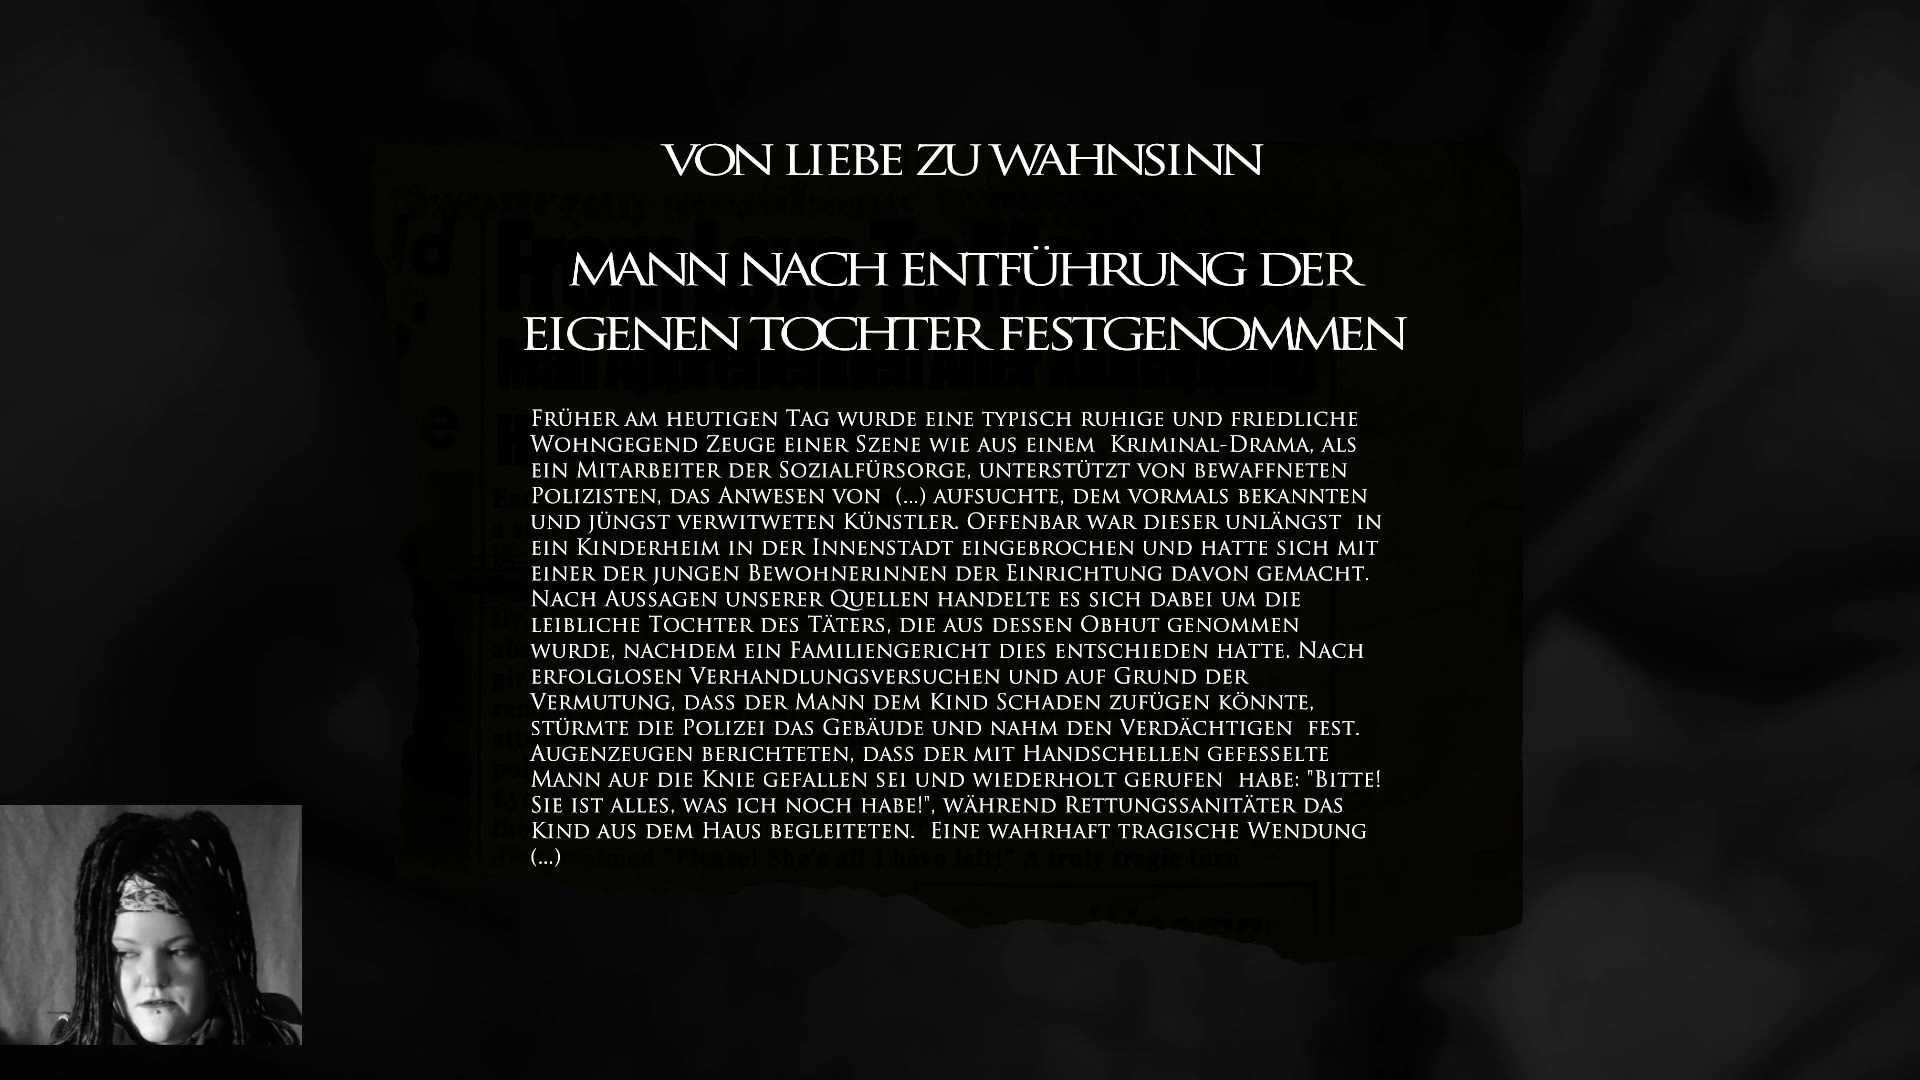 VON LIEBE ZU WAHNSINN
MANN NACH ENTFÜHRUNG DER
EIGENEN TOCHTER FESTGENOMMEN
Früher am heutigen Tag wurde eine typisch ruhige und friedliche
Wohngegend Zeuge einer Szene wie aus einem  Kriminal-Drama, als
ein Mitarbeiter der Sozialfürsorge, unterstützt von bewaffneten
Polizisten, das Anwesen von  (...) aufsuchte, dem vormals bekannten
und jüngst verwitweten Künstler. Offenbar war dieser unlängst  in
ein Kinderheim in der Innenstadt eingebrochen und hatte sich mit
einer der jungen Bewohnerinnen der Einrichtung davon gemacht.
Nach Aussagen unserer Quellen handelte es sich dabei um die
leibliche Tochter des Täters, die aus dessen Obhut genommen
wurde, nachdem ein Familiengericht dies entschieden hatte. Nach
erfolglosen Verhandlungsversuchen und auf Grund der
Vermutung, dass der Mann dem Kind Schaden zufügen könnte,
stürmte die Polizei das Gebäude und nahm den Verdächtigen  fest.
Augenzeugen berichteten, dass der mit Handschellen gefesselte
Mann auf die Knie gefallen sei und wiederholt gerufen  habe: "Bitte!
Sie ist alles, was ich noch habe!", während Rettungssanitäter das
Kind aus dem Haus begleiteten.  Eine wahrhaft tragische Wendung
(...)
"Please! She's all I have left!" A truly tragic turn